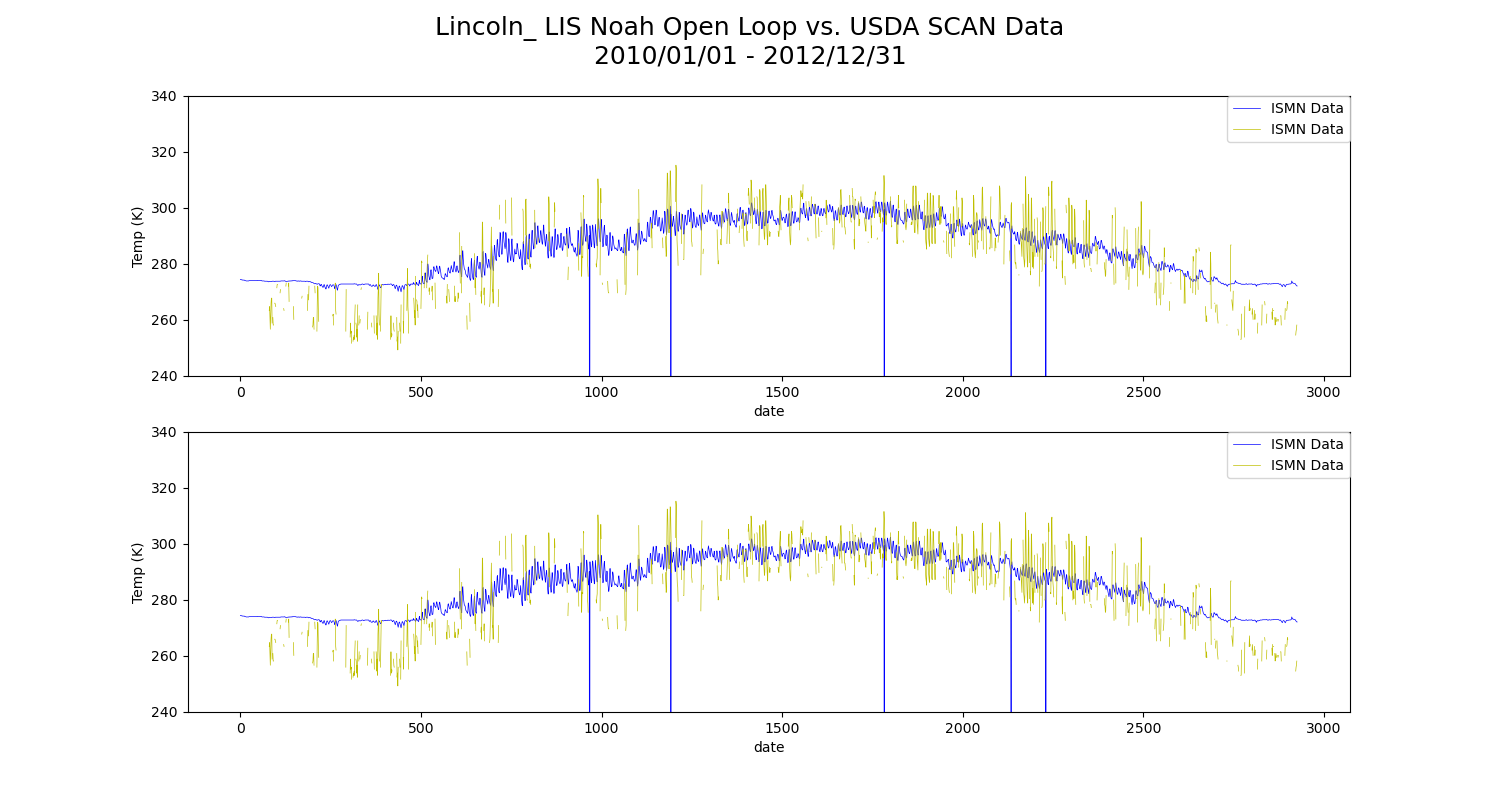 Lincoln_ LIS Noah Open Loop vs. USDA SCAN Data
2010/01/01 - 2012/12/31
340
320
300
280
260
240
Temp (K)
ISMN Data
ISMN Data
0 500 1000 1500 2000 2500 3000
date
340
320
300
280
260
240
Temp (K)
ISMN Data
ISMN Data
0 500 1000 1500 2000 2500 3000
date